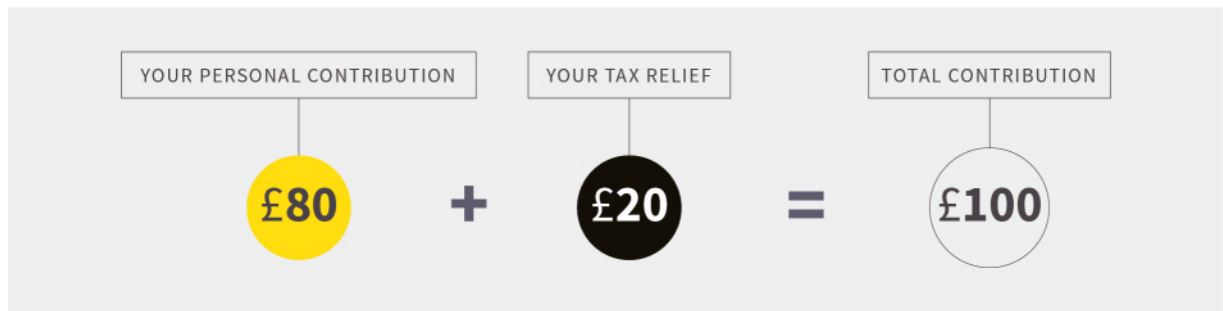 YOUR PERSONAL CONTRIBUTION
YOUR TAX RELIEF
TOTAL CONTRIBUTION
£80 + £20 = £100